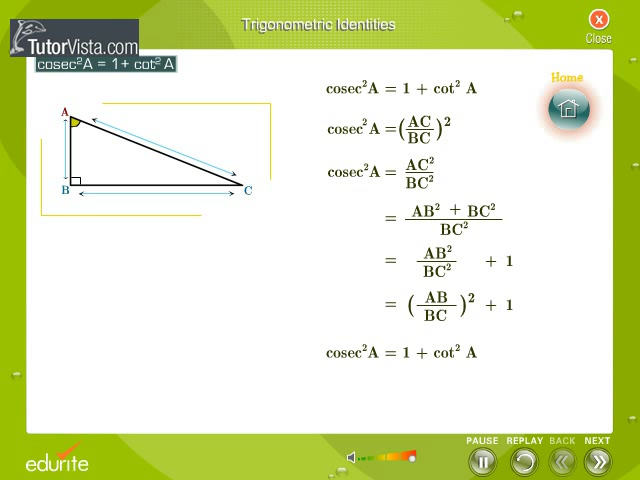 Trigonometric Identities
Close
TutorVista.com
cosec²A = 1+ cot² A
Home
A
B
C
cosec²A = 1 + cot² A
cosec²A =(AC/BC)²
cosec²A = AC²/BC²
= AB² + BC²/BC²
= AB²/BC² + 1
= (AB/BC)² + 1
cosec²A = 1 + cot² A
PAUSE REPLAY BACK NEXT
edurite